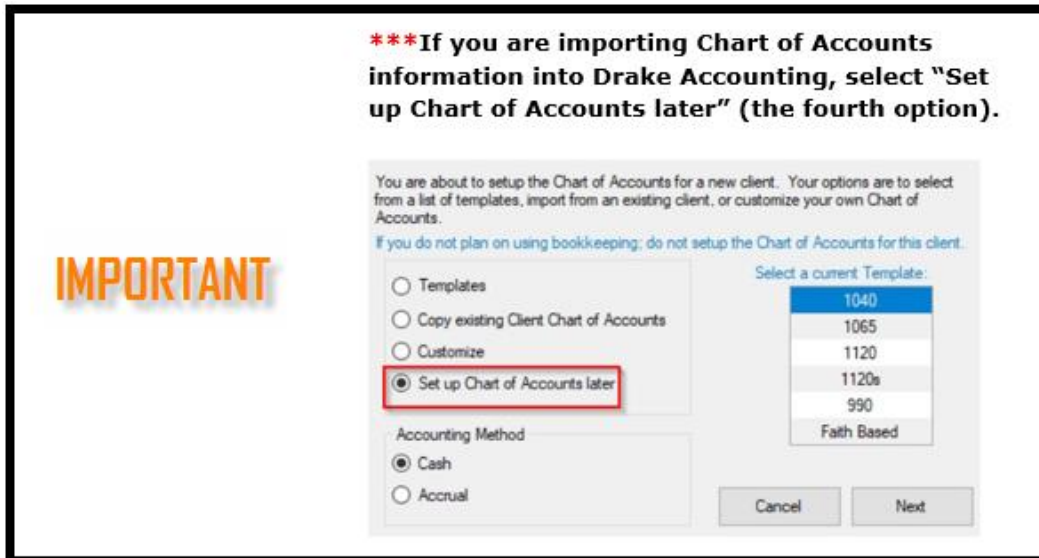 ***If you are importing Chart of Accounts
information into Drake Accounting, select “Set
up Chart of Accounts later” (the fourth option).
IMPORTANT
You are about to setup the Chart of Accounts for a new client. Your options are to select
from a list of templates, import from an existing client, or customize your own Chart of
Accounts.
If you do not plan on using bookkeeping; do not setup the Chart of Accounts for this client.
Templates
Copy existing Client Chart of Accounts
Customize
Set up Chart of Accounts later
Select a current Template:
1040
1065
1120
1120s
990
Faith Based
Accounting Method
Cash
Accrual
Cancel
Next